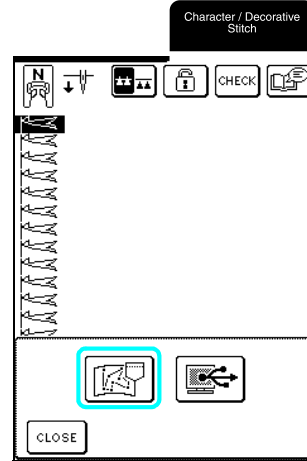 Character / Decorative
Stitch
N
CHECK
CLOSE